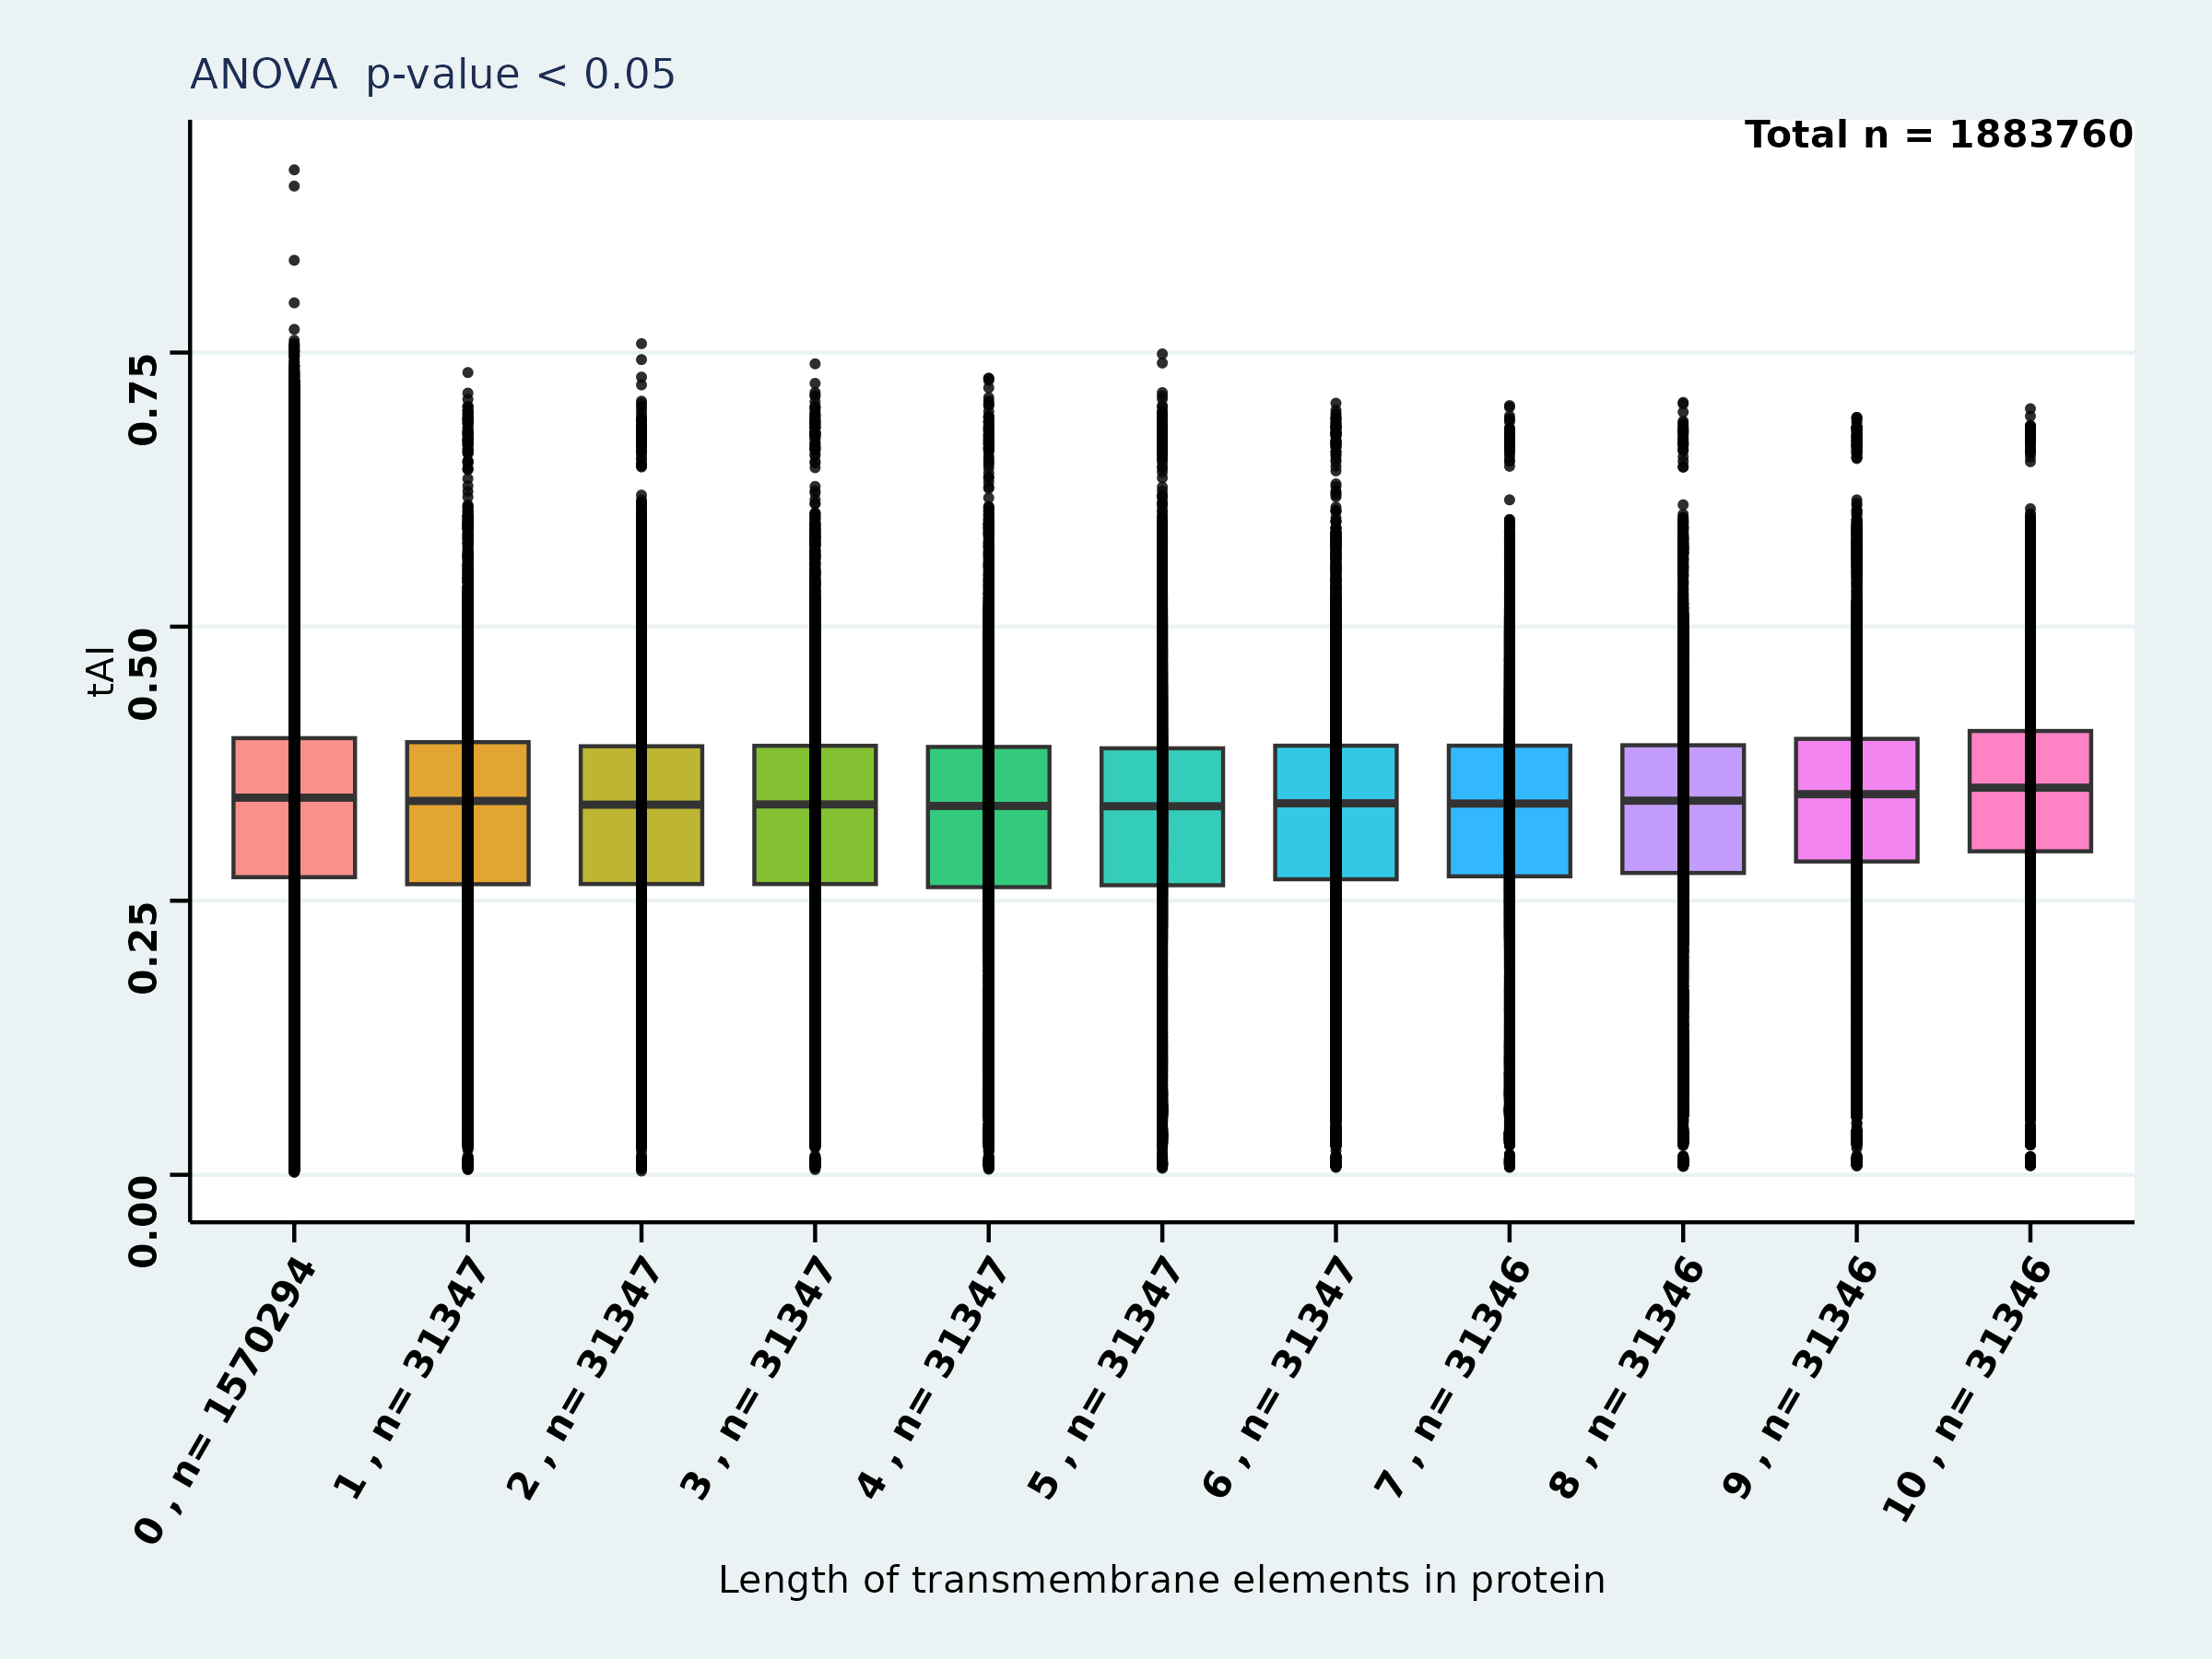 ANOVA  p-value < 0.05
Total n = 1883760
tAI
0.75
0.50
0.25
0.00
0 , n= 1570294
1 , n= 31347
2 , n= 31347
3 , n= 31347
4 , n= 31347
5 , n= 31347
6 , n= 31347
7 , n= 31346
8 , n= 31346
9 , n= 31346
10 , n= 31346
Length of transmembrane elements in protein